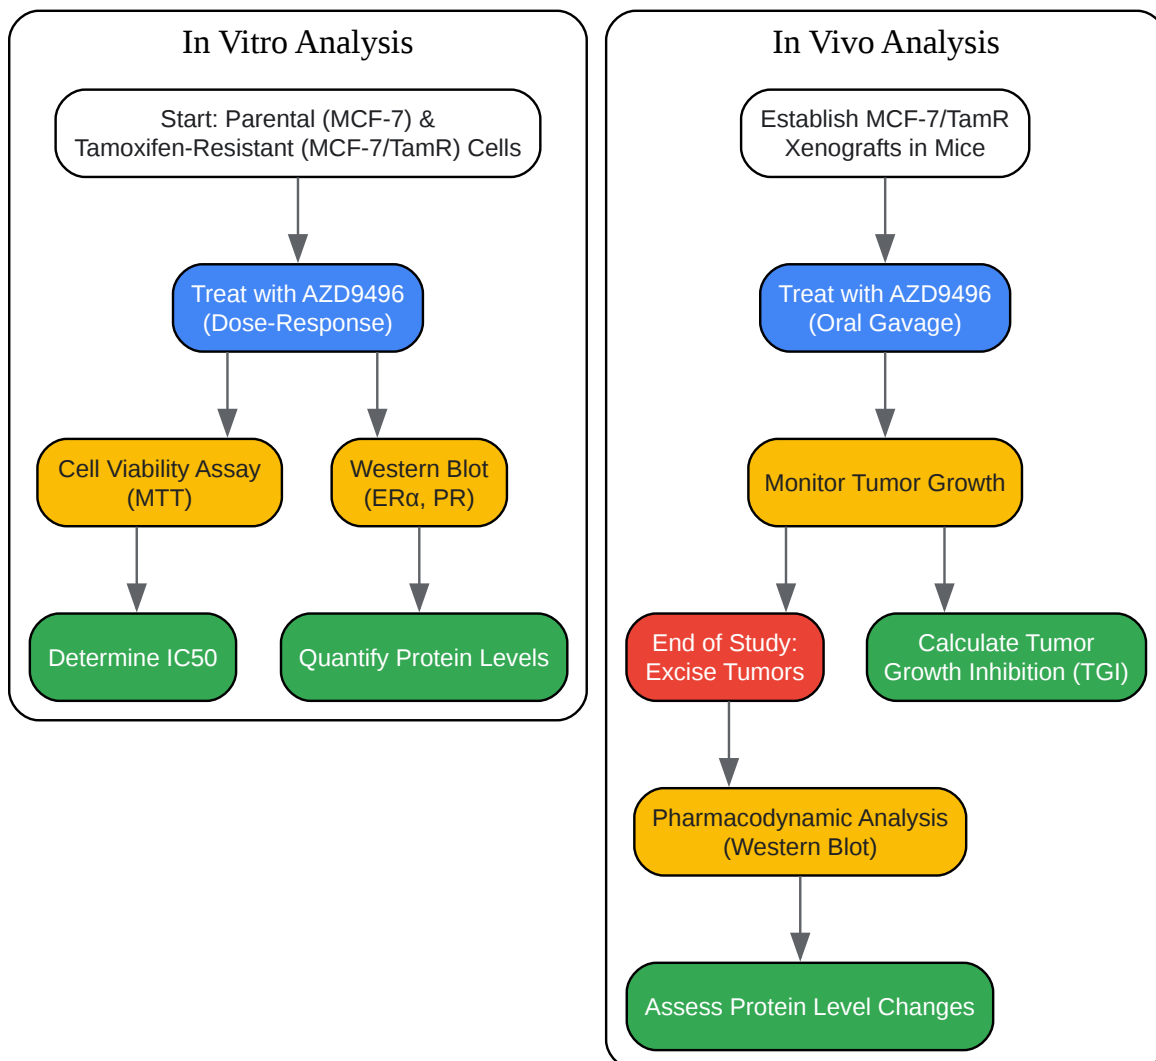 In Vitro Analysis
Start: Parental (MCF-7) &
Tamoxifen-Resistant (MCF-7/TamR) Cells
Treat with AZD9496
(Dose-Response)
Cell Viability Assay
(MTT)
Western Blot
(ERα, PR)
Determine IC50
Quantify Protein Levels
In Vivo Analysis
Establish MCF-7/TamR
Xenografts in Mice
Treat with AZD9496
(Oral Gavage)
Monitor Tumor Growth
End of Study:
Excise Tumors
Calculate Tumor
Growth Inhibition (TGI)
Pharmacodynamic Analysis
(Western Blot)
Assess Protein Level Changes